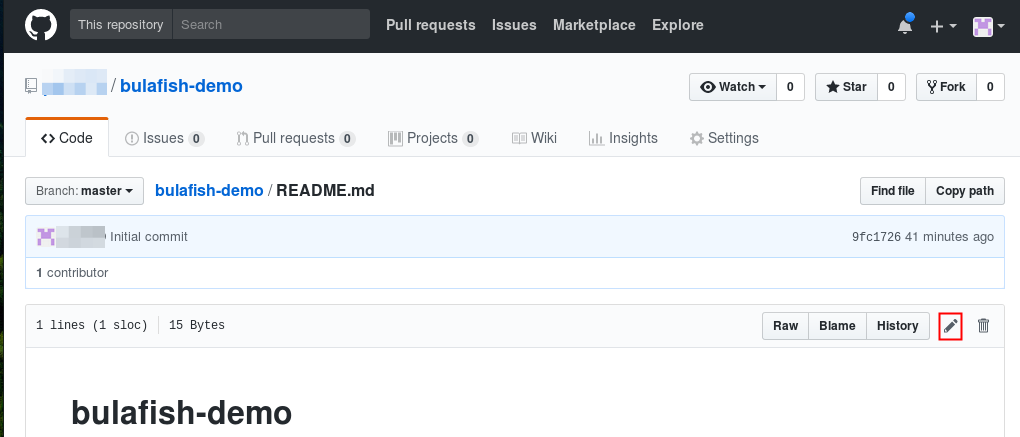 This repository Search Pull requests Issues Marketplace Explore
/ bulafish-demo Watch 0 Star 0 Fork 0
Code Issues 0 Pull requests 0 Projects 0 Wiki Insights Settings
Branch: master bulafish-demo / README.md Find file Copy path
Initial commit 9fc1726 41 minutes ago
1 contributor
1 lines (1 sloc) 15 Bytes Raw Blame History
bulafish-demo